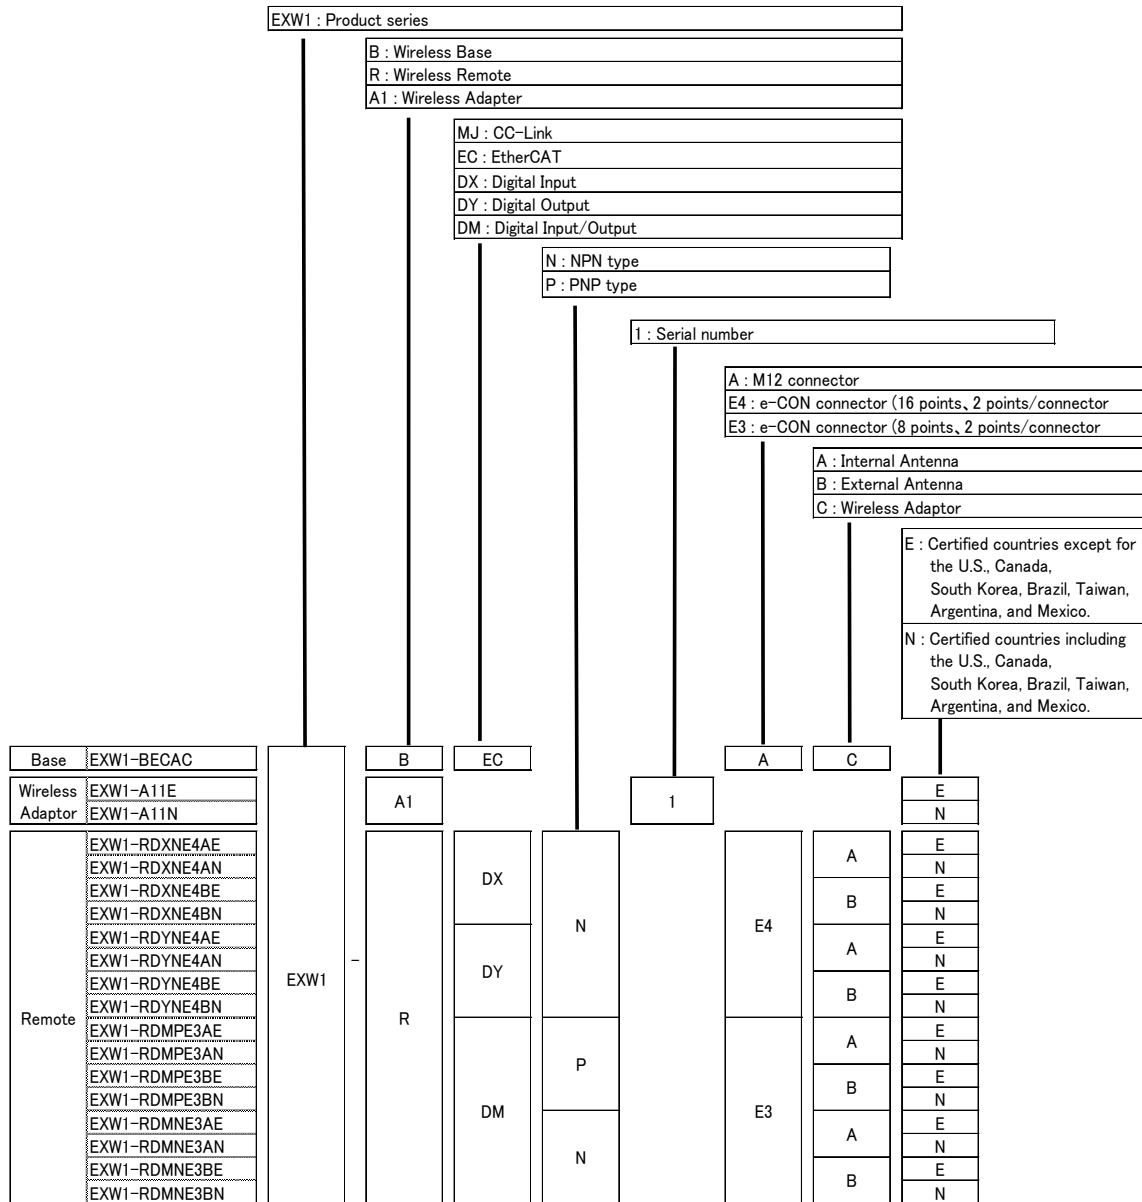 EXW1 : Product series
B : Wireless Base
R : Wireless Remote
A1 : Wireless Adapter
MJ : CC-Link
EC : EtherCAT
DX : Digital Input
DY : Digital Output
DM : Digital Input/Output
N : NPN type
P : PNP type
1 : Serial number
A : M12 connector
E4 : e-CON connector (16 points、2 points/connector
E3 : e-CON connector (8 points、2 points/connector
A : Internal Antenna
B : External Antenna
C : Wireless Adaptor
E : Certified countries except for
the U.S., Canada,
South Korea, Brazil, Taiwan,
Argentina, and Mexico.
N : Certified countries including
the U.S., Canada,
South Korea, Brazil, Taiwan,
Argentina, and Mexico.
Base EXW1-BECAC B EC A C
Wireless Adaptor
EXW1-A11E E
A1 1
EXW1-A11N N
EXW1-RDXNE4AE E
A
EXW1-RDXNE4AN N
DX
EXW1-RDXNE4BE E
B
EXW1-RDXNE4BN N
N E4
EXW1-RDYNE4AE E
A
EXW1-RDYNE4AN N
EXW1 - DY
EXW1-RDYNE4BE E
B
EXW1-RDYNE4BN N
Remote R
EXW1-RDMPE3AE E
A
EXW1-RDMPE3AN N
P
EXW1-RDMPE3BE E
B
EXW1-RDMPE3BN N
DM E3
EXW1-RDMNE3AE E
A
EXW1-RDMNE3AN N
N
EXW1-RDMNE3BE E
B
EXW1-RDMNE3BN N